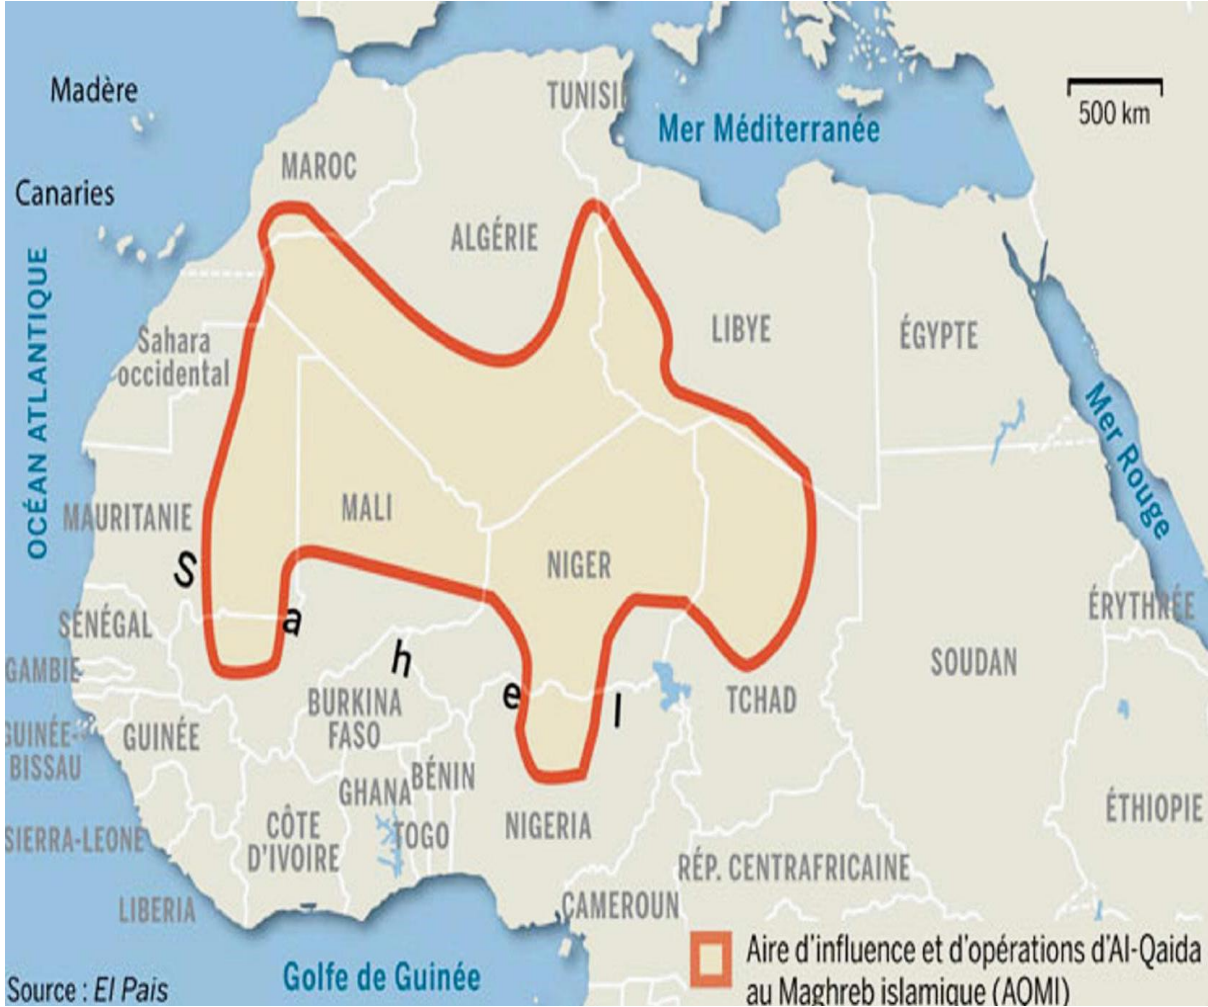 Madère
TUNISI
Mer Méditerranée
500 km
MAROC
Canaries
ALGÉRIE
OCÉAN ATLANTIQUE
LIBYE
ÉGYPTE
Sahara
occidental
Mer Rouge
MAURITANIE
MALI
NIGER
S
a
h
e
l
SÉNÉGAL
ÉRYTHRÉE
GAMBIE
SOUDAN
BURKINA
FASO
TCHAD
GUINÉE-
BISSAU
GUINÉE
BÉNIN
GHANA
TOGO
ÉTHIOPIE
SIERRA-LEONE
CÔTE
D'IVOIRE
NIGERIA
RÉP. CENTRAFRICAINE
LIBERIA
CAMEROUN
Golfe de Guinée
Source : El Pais
Aire d'influence et d'opérations d'Al-Qaida
au Maghreb islamique (AQMI)